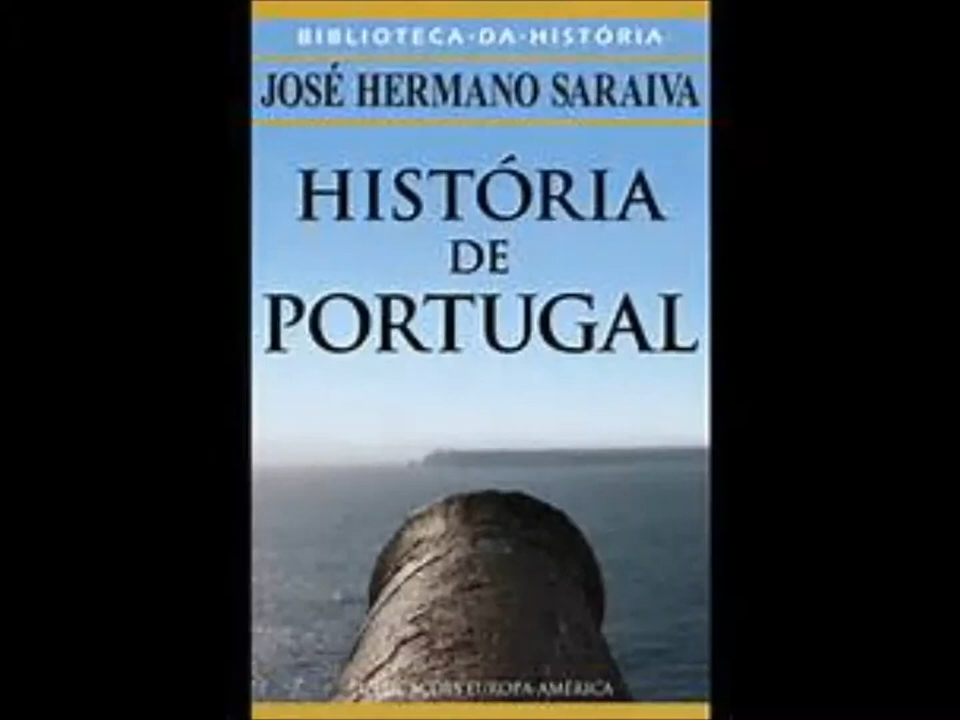 BIBLIOTECA·DA·HISTÓRIA
JOSÉ HERMANO SARAIVA
HISTÓRIA
DE
PORTUGAL
EUROPA-AMÉRICA